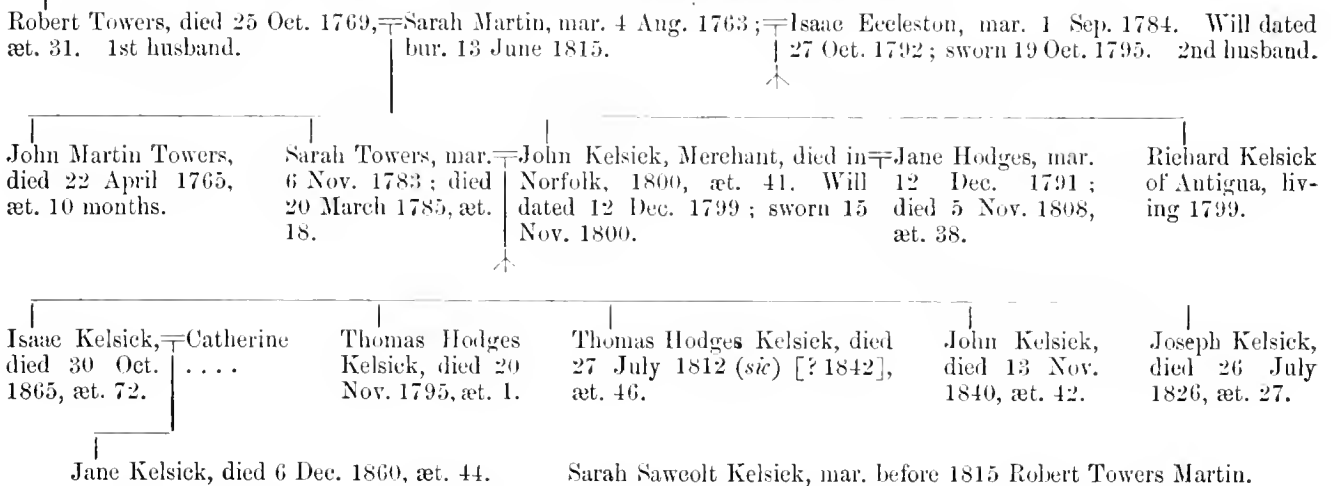 Robert Towers, died 25 Oct. 1769,=Sarah Martin, mar. 4 Aug. 1763;=Isaac Eccleston, mar. 1 Sep. 1784. Will dated
æt. 31. 1st husband. bur. 13 June 1815. 27 Oct. 1792; sworn 19 Oct. 1795. 2nd husband.
John Martin Towers,
died 22 April 1765,
æt. 10 months.
Sarah Towers, mar.
6 Nov. 1783; died
20 March 1785, æt.
18.
=John Kelsick, Merchant, died in
Norfolk, 1800, æt. 41. Will
dated 12 Dec. 1799; sworn 15
Nov. 1800.
=Jane Hodges, mar.
12 Dec. 1791;
died 5 Nov. 1808,
æt. 38.
Richard Kelsick
of Antigua, liv-
ing 1799.
Isaac Kelsick,
died 30 Oct.
1865, æt. 72.
=Catherine
....
Thomas Hodges
Kelsick, died 20
Nov. 1795, æt. 1.
Thomas Hodges Kelsick, died
27 July 1812 (sic) [? 1842],
æt. 46.
John Kelsick,
died 13 Nov.
1840, æt. 42.
Joseph Kelsick,
died 26 July
1826, æt. 27.
Jane Kelsick, died 6 Dec. 1860, æt. 44. Sarah Sawcolt Kelsick, mar. before 1815 Robert Towers Martin.